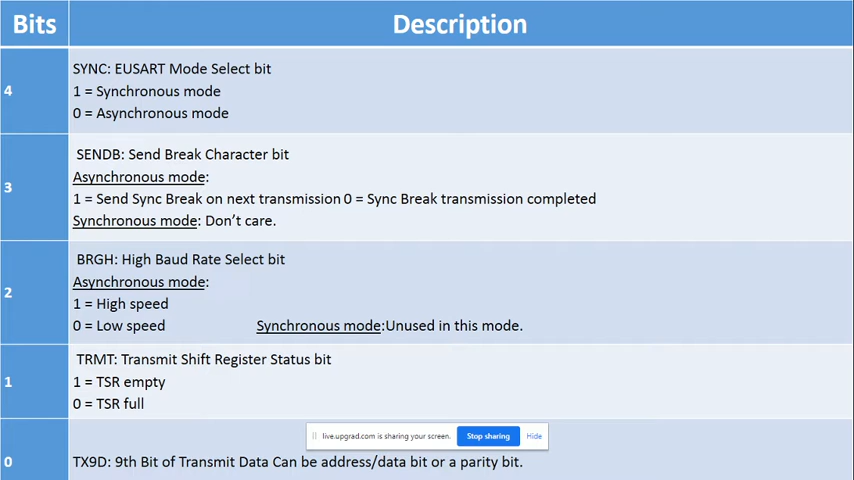 Bits Description
4
SYNC: EUSART Mode Select bit
1 = Synchronous mode
0 = Asynchronous mode
3
SENDB: Send Break Character bit
Asynchronous mode:
1 = Send Sync Break on next transmission 0 = Sync Break transmission completed
Synchronous mode: Don't care.
2
BRGH: High Baud Rate Select bit
Asynchronous mode:
1 = High speed
0 = Low speed Synchronous mode:Unused in this mode.
1
TRMT: Transmit Shift Register Status bit
1 = TSR empty
0 = TSR full
live.upgrad.com is sharing your screen. Stop sharing Hide
0
TX9D: 9th Bit of Transmit Data Can be address/data bit or a parity bit.